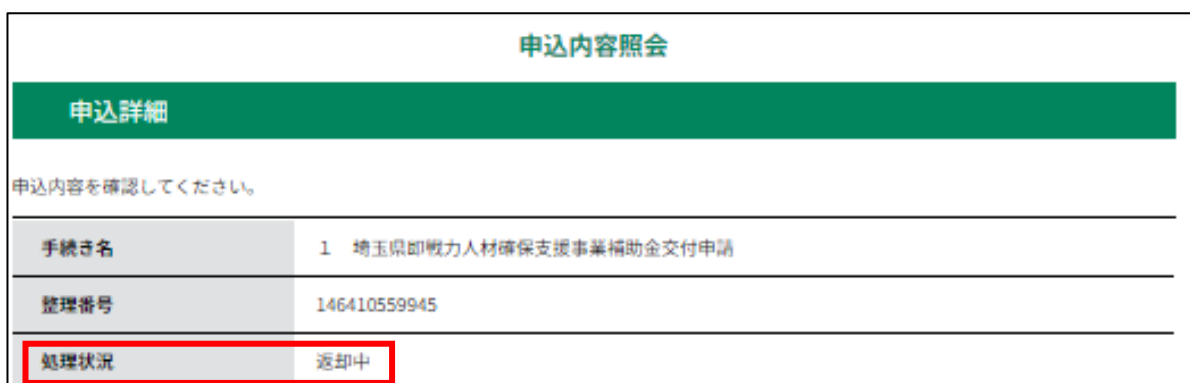 申込内容照会
申込詳細
申込内容を確認してください。
手続き名 1 埼玉県即戦力人材確保支援事業補助金交付申請
整理番号 146410559945
処理状況 返却中